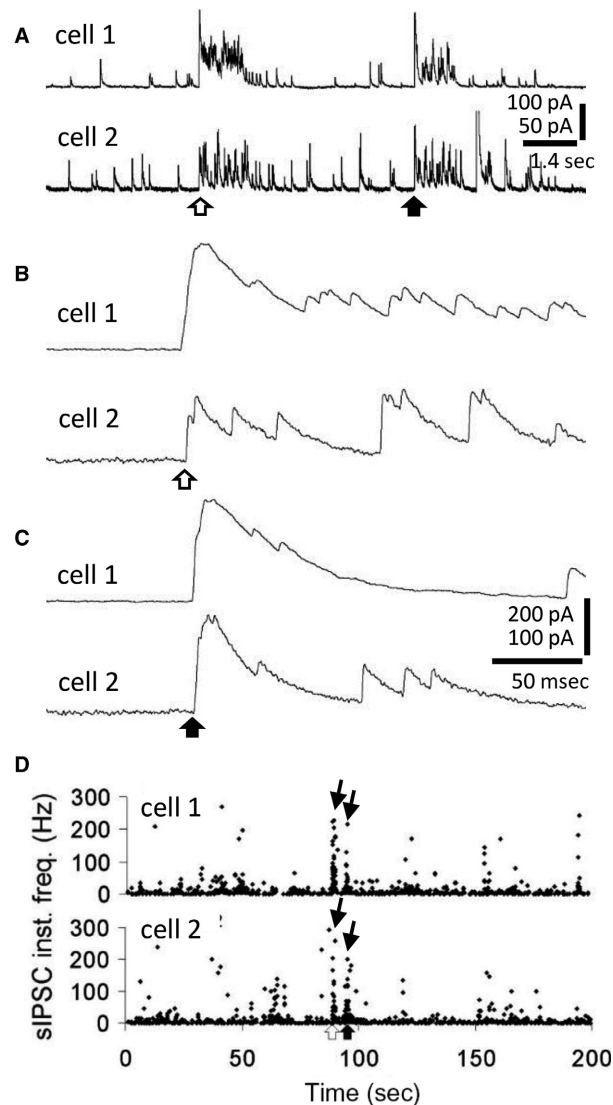 A
cell 1
100 pA
50 pA
1.4 sec
cell 2
B
cell 1
cell 2
C
cell 1
200 pA
100 pA
50 msec
cell 2
D
sIPSC inst. freq. (Hz)
300
200
100
0
cell 1
300
200
100
0
cell 2
0 50 100 150 200
Time (sec)